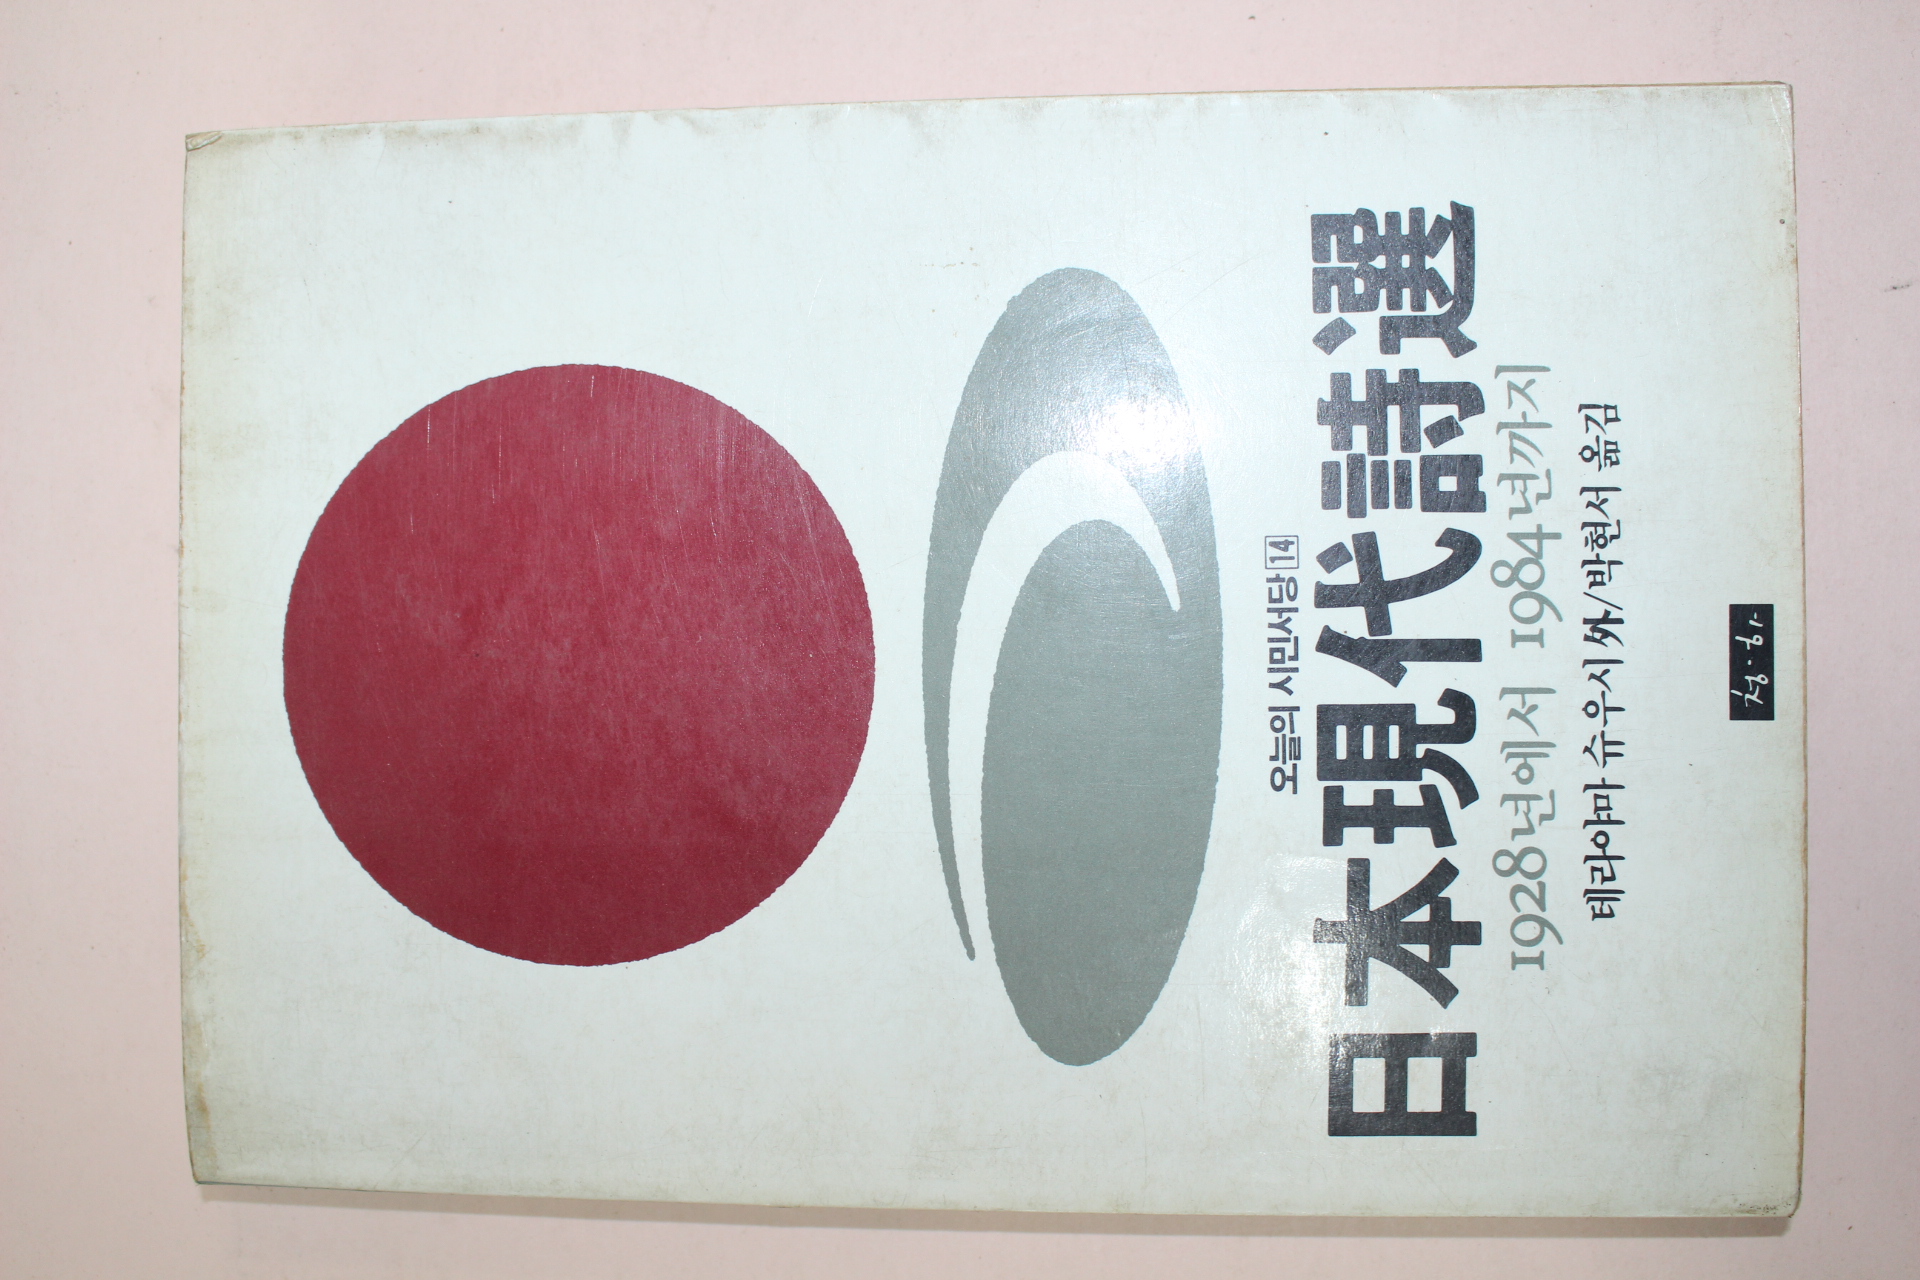 오늘의 시민서당 14
日本現代詩選
1928년에서 1984년까지
테라야마 슈우시 外/박현서 옮김
청·하